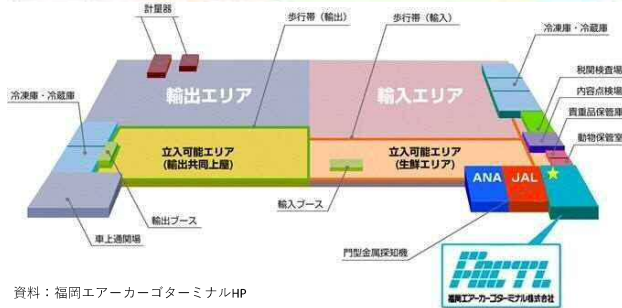 計量器
歩行帯（輸出）
歩行帯（輸入）
冷凍庫・冷蔵庫
税関検査場
内容点検場
貴重品保管庫
動物保管室
冷凍庫・冷蔵庫
輸出エリア
輸入エリア
立入可能エリア
(輸出共同上屋)
立入可能エリア
(生鮮エリア)
ANA
JAL
輸出ブース
輸入ブース
車上通関場
門型金属探知機
福岡エアーカーゴターミナル株式会社
資料：福岡エアーカーゴターミナルHP